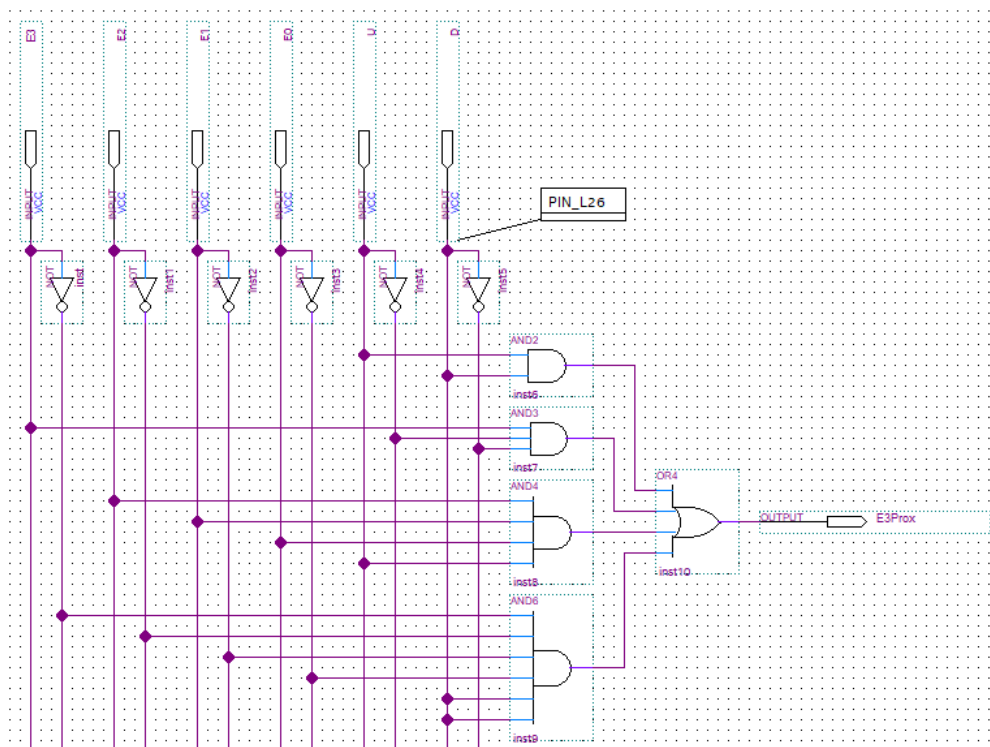 E3
E2
E1
E0
U
D
INPUT
VCC
INPUT
VCC
INPUT
VCC
INPUT
VCC
INPUT
VCC
INPUT
VCC
PIN_L26
NOT
inst
NOT
inst1
NOT
inst2
NOT
inst3
NOT
inst4
NOT
inst5
AND2
inst6
AND3
inst7
AND4
inst8
AND6
inst9
OR4
inst10
OUTPUT
E3Prox